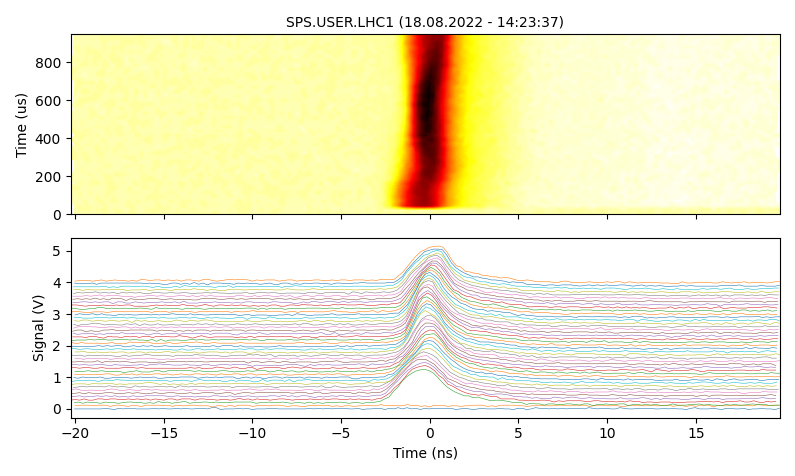 SPS.USER.LHC1 (18.08.2022 - 14:23:37)
Time (us)
800
600
400
200
0
Signal (V)
5
4
3
2
1
0
−20 −15 −10 −5 0 5 10 15
Time (ns)